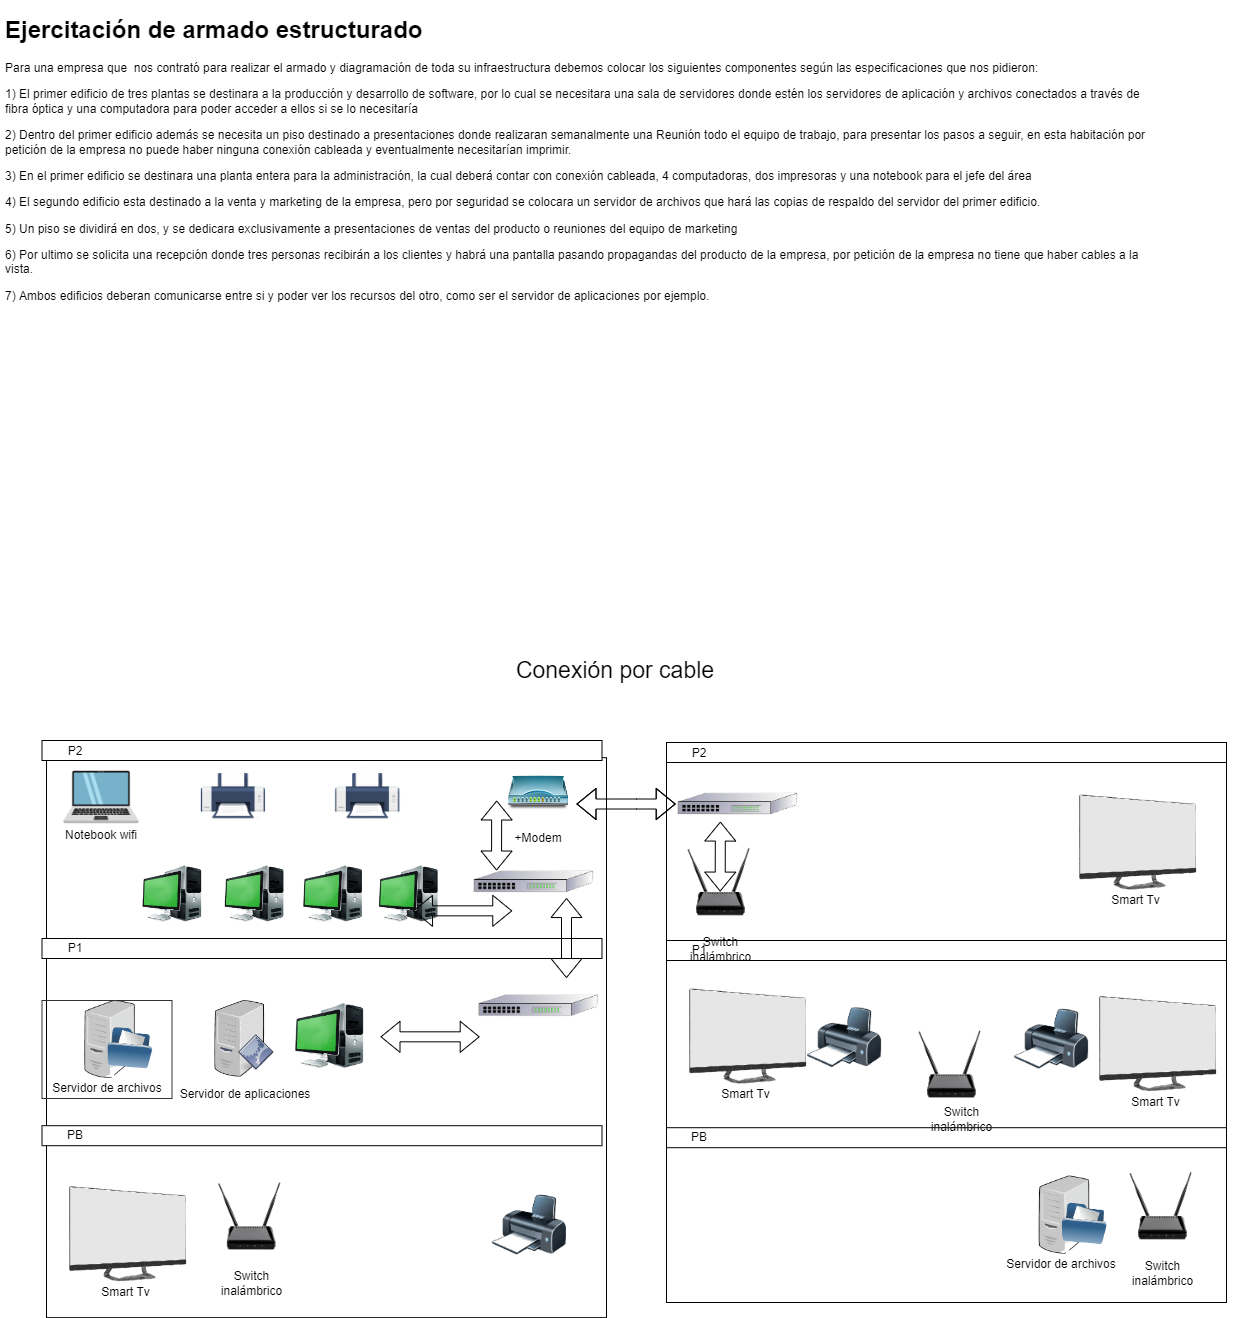 Ejercitación de armado estructurado
Para una empresa que  nos contrató para realizar el armado y diagramación de toda su infraestructura debemos colocar los siguientes componentes según las especificaciones que nos pidieron:
1) El primer edificio de tres plantas se destinara a la producción y desarrollo de software, por lo cual se necesitara una sala de servidores donde estén los servidores de aplicación y archivos conectados a través de
fibra óptica y una computadora para poder acceder a ellos si se lo necesitaría
2) Dentro del primer edificio además se necesita un piso destinado a presentaciones donde realizaran semanalmente una Reunión todo el equipo de trabajo, para presentar los pasos a seguir, en esta habitación por
petición de la empresa no puede haber ninguna conexión cableada y eventualmente necesitarían imprimir.
3) En el primer edificio se destinara una planta entera para la administración, la cual deberá contar con conexión cableada, 4 computadoras, dos impresoras y una notebook para el jefe del área
4) El segundo edificio esta destinado a la venta y marketing de la empresa, pero por seguridad se colocara un servidor de archivos que hará las copias de respaldo del servidor del primer edificio.
5) Un piso se dividirá en dos, y se dedicara exclusivamente a presentaciones de ventas del producto o reuniones del equipo de marketing
6) Por ultimo se solicita una recepción donde tres personas recibirán a los clientes y habrá una pantalla pasando propagandas del producto de la empresa, por petición de la empresa no tiene que haber cables a la
vista.
7) Ambos edificios deberan comunicarse entre si y poder ver los recursos del otro, como ser el servidor de aplicaciones por ejemplo.
Conexión por cable
P2
Notebook wifi
+Modem
P1
Servidor de archivos
Servidor de aplicaciones
PB
Smart Tv
Switch
inalámbrico
P2
Smart Tv
Switch
inalámbrico
P1
Smart Tv
Switch
inalámbrico
Smart Tv
PB
Servidor de archivos
Switch
inalámbrico